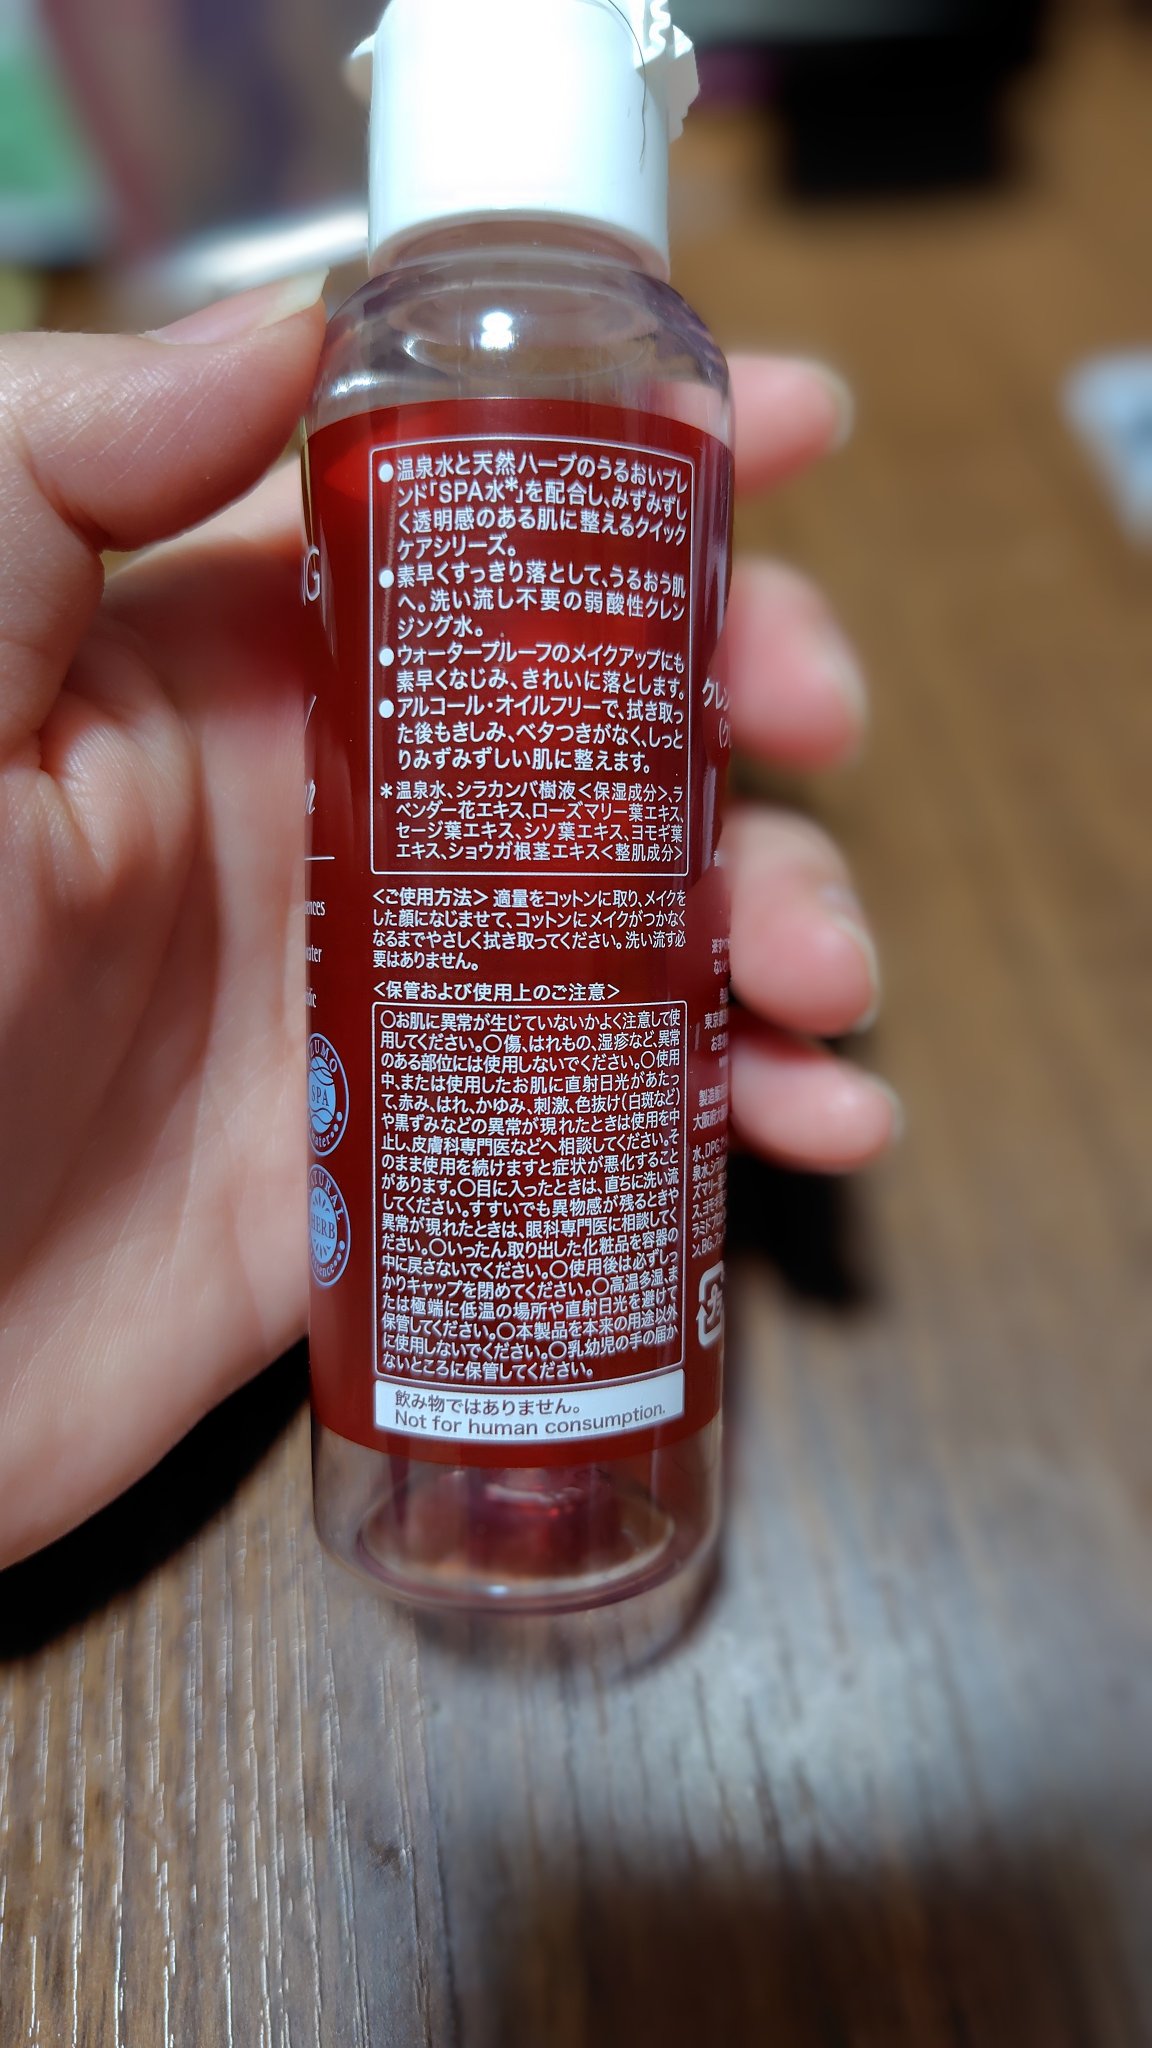 ●温泉水と天然ハーブのうるおいブレ
ンド「SPA水*」を配合し、みずみずし
く透明感のある肌に整えるクイック
ケアシリーズ。
●素早くすっきり落として、うるおう肌
へ。洗い流し不要の弱酸性クレン
ジング水。
●ウォータープルーフのメイクアップにも
素早くなじみ、きれいに落とします。
●アルコール・オイルフリーで、拭き取っ
た後もきしみ、ベタつきがなく、しっと
りみずみずしい肌に整えます。
*温泉水、シラカンバ樹液<保湿成分>、ラ
ベンダー花エキス、ローズマリー葉エキス、
セージ葉エキス、シソ葉エキス、ヨモギ葉
エキス、ショウガ根茎エキス<整肌成分>
<ご使用方法> 適量をコットンに取り、メイクを
した顔になじませて、コットンにメイクがつかなく
なるまでやさしく拭き取ってください。洗い流す必
要はありません。
<保管および使用上のご注意>
○お肌に異常が生じていないかよく注意して使
用してください。○傷、はれもの、湿疹など、異常
のある部位には使用しないでください。○使用
中、または使用したお肌に直射日光があたっ
て、赤み、はれ、かゆみ、刺激、色抜け(白斑など)
や黒ずみなどの異常が現れたときは使用を中
止し、皮膚科専門医などへ相談してください。そ
のまま使用を続けますと症状が悪化すること
があります。○目に入ったときは、直ちに洗い流
してください。すすいでも異物感が残るときや
異常が現れたときは、眼科専門医に相談してく
ださい。○いったん取り出した化粧品を容器の
中に戻さないでください。○使用後は必ずしっ
かりキャップを閉めてください。○高温多湿、ま
たは極端に低温の場所や直射日光を避けて
保管してください。○本製品を本来の用途以外
に使用しないでください。○乳幼児の手の届か
ないところに保管してください。
飲み物ではありません。
Not for human consumption.
SPA
HERB